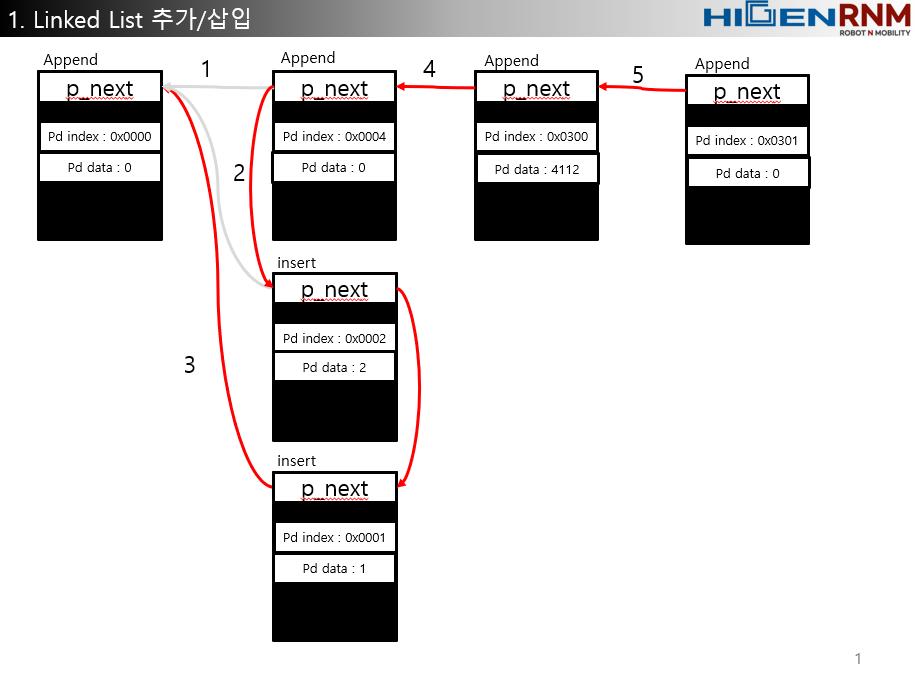 1. Linked List 추가/삽입
HIGENRNM
ROBOT N MOBILITY
Append
p_next
Pd index : 0x0000
Pd data : 0
1
Append
p_next
Pd index : 0x0004
Pd data : 0
4
Append
p_next
Pd index : 0x0300
Pd data : 4112
5
Append
p_next
Pd index : 0x0301
Pd data : 0
2
insert
p_next
Pd index : 0x0002
Pd data : 2
3
insert
p_next
Pd index : 0x0001
Pd data : 1
1